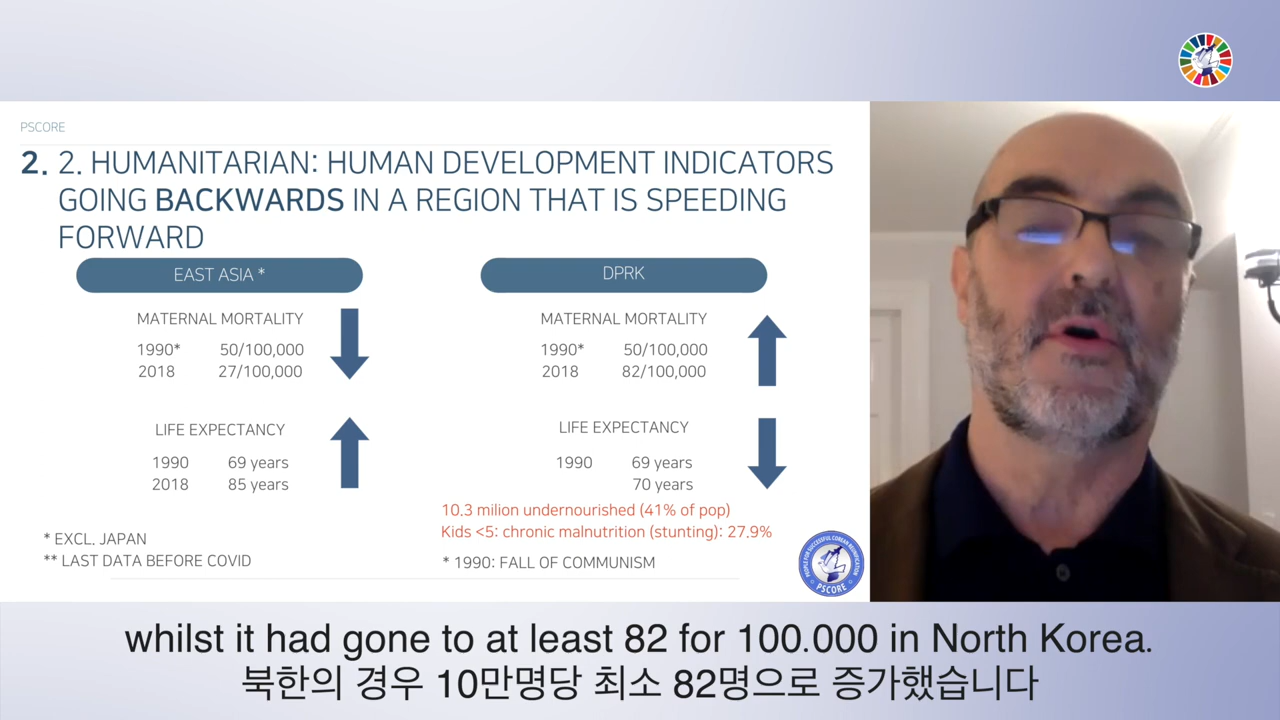 PSCORE
2. 2. HUMANITARIAN: HUMAN DEVELOPMENT INDICATORS
GOING BACKWARDS IN A REGION THAT IS SPEEDING
FORWARD
EAST ASIA *
MATERNAL MORTALITY
1990* 50/100,000
2018 27/100,000
LIFE EXPECTANCY
1990 69 years
2018 85 years
* EXCL. JAPAN
** LAST DATA BEFORE COVID
DPRK
MATERNAL MORTALITY
1990* 50/100,000
2018 82/100,000
LIFE EXPECTANCY
1990 69 years
70 years
10.3 milion undernourished (41% of pop)
Kids <5: chronic malnutrition (stunting): 27.9%
* 1990: FALL OF COMMUNISM
PEOPLE FOR SUCCESSFUL COREAN REUNIFICATION
PSCORE
whilst it had gone to at least 82 for 100.000 in North Korea.
북한의 경우 10만명당 최소 82명으로 증가했습니다